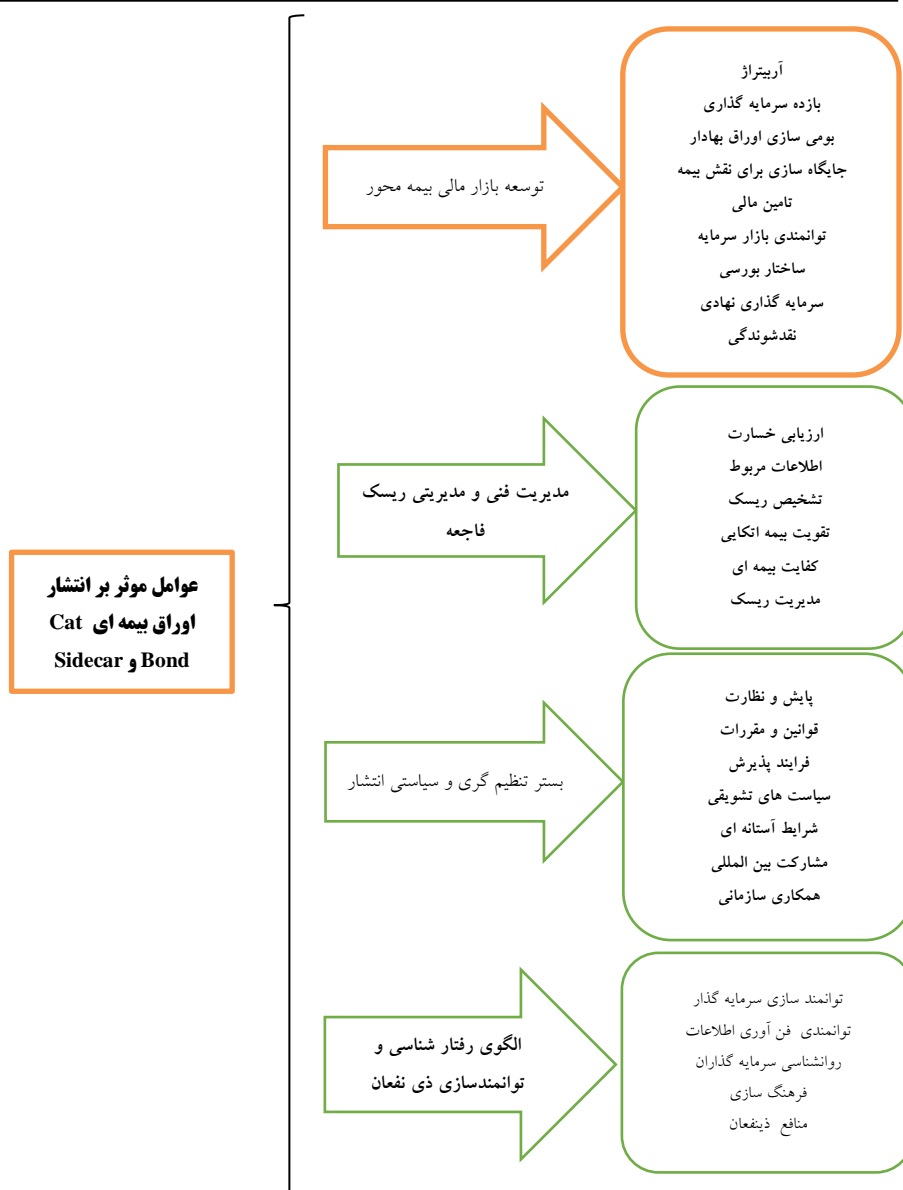 عوامل موثر بر انتشار
اوراق بیمه ای Cat
Bond و Sidecar
توسعه بازار مالی بیمه محور
آربیتراژ
بازده سرمایه گذاری
بومی سازی اوراق بهادار
جایگاه سازی برای نقش بیمه
تامین مالی
توانمندی بازار سرمایه
ساختار بورسی
سرمایه گذاری نهادی
نقدشوندگی
مدیریت فنی و مدیریتی ریسک
فاجعه
ارزیابی خسارت
اطلاعات مربوط
تشخیص ریسک
تقویت بیمه اتکایی
کفایت بیمه ای
مدیریت ریسک
بستر تنظیم گری و سیاستی انتشار
پایش و نظارت
قوانین و مقررات
فرایند پذیرش
سیاست های تشویقی
شرایط آستانه ای
مشارکت بین المللی
همکاری سازمانی
الگوی رفتار شناسی و
توانمندسازی ذی نفعان
توانمند سازی سرمایه گذار
توانمندی فن آوری اطلاعات
روانشناسی سرمایه گذاران
فرهنگ سازی
منافع ذینفعان